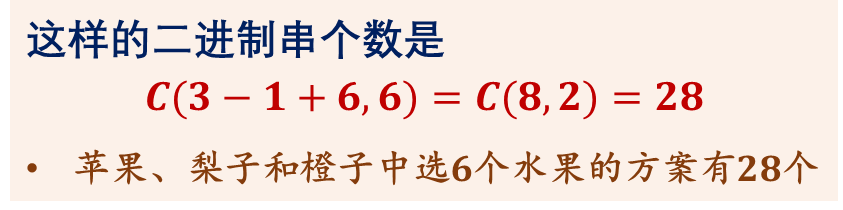 这样的二进制串个数是
C(3 − 1 + 6, 6) = C(8, 2) = 28
• 苹果、梨子和橙子中选6个水果的方案有28个